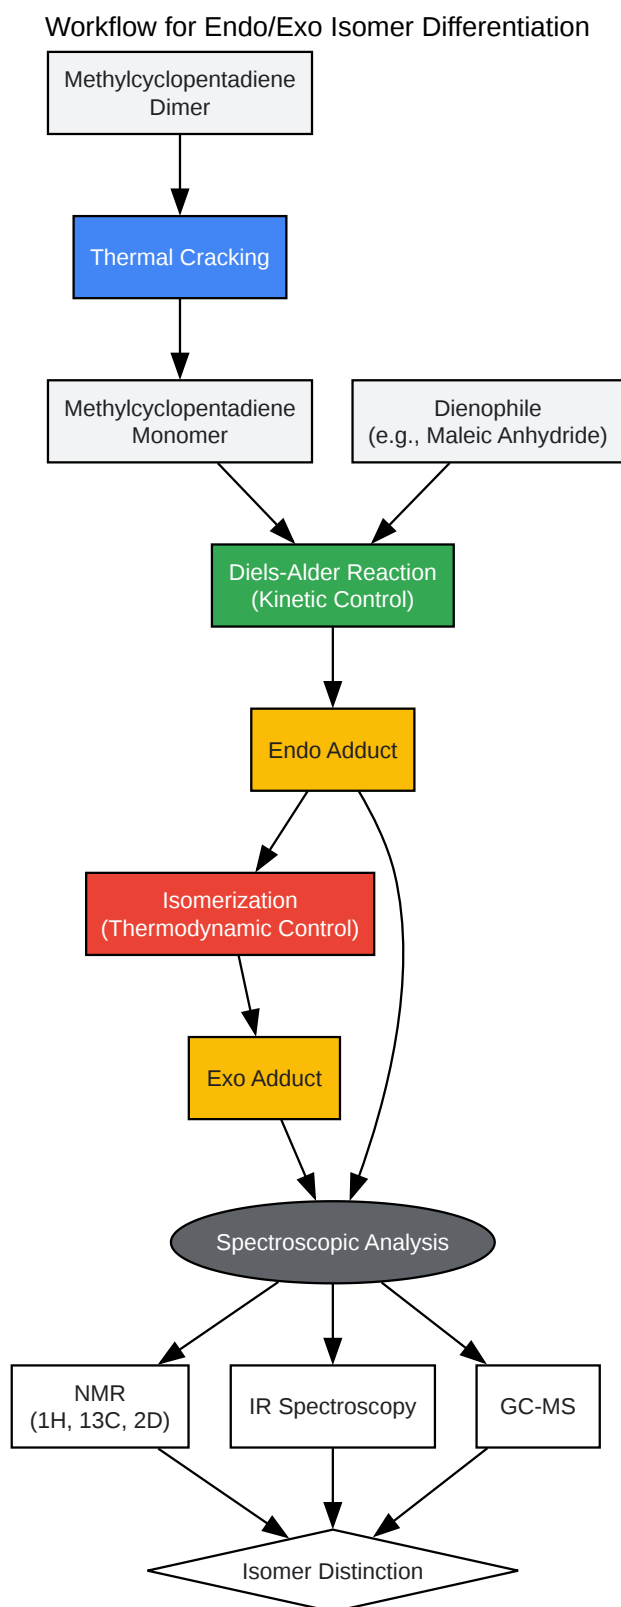 Workflow for Endo/Exo Isomer Differentiation
Methylcyclopentadiene
Dimer
Thermal Cracking
Methylcyclopentadiene
Monomer
Dienophile
(e.g., Maleic Anhydride)
Diels-Alder Reaction
(Kinetic Control)
Endo Adduct
Isomerization
(Thermodynamic Control)
Exo Adduct
Spectroscopic Analysis
NMR
(1H, 13C, 2D)
IR Spectroscopy
GC-MS
Isomer Distinction